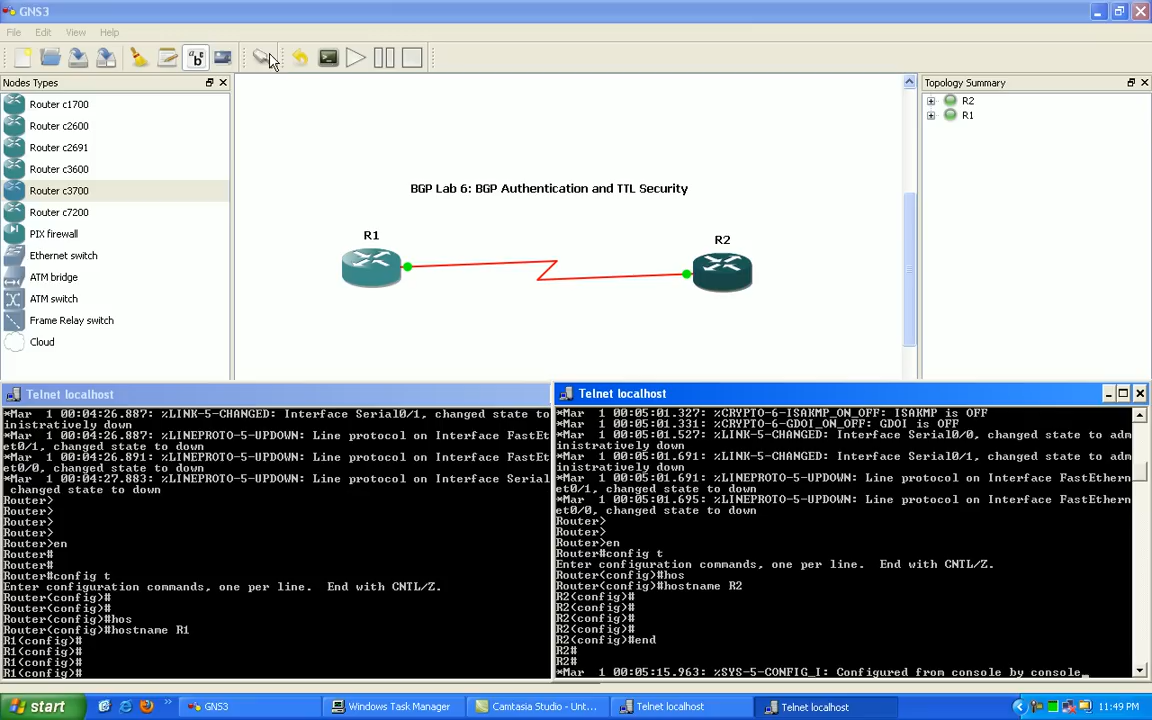 GNS3
File Edit View Help
Nodes Types
Router c1700
Router c2600
Router c2691
Router c3600
Router c3700
Router c7200
PIX firewall
Ethernet switch
ATM bridge
ATM switch
Frame Relay switch
Cloud
BGP Lab 6: BGP Authentication and TTL Security
R1
R2
Topology Summary
R2
R1
Telnet localhost
*Mar 1 00:04:26.887: %LINK-5-CHANGED: Interface Serial0/1, changed state to
inistratively down
*Mar 1 00:04:26.887: %LINEPROTO-5-UPDOWN: Line protocol on Interface FastEt
et0/1, changed state to down
*Mar 1 00:04:26.891: %LINEPROTO-5-UPDOWN: Line protocol on Interface FastEt
et0/0, changed state to down
*Mar 1 00:04:27.883: %LINEPROTO-5-UPDOWN: Line protocol on Interface Serial
changed state to down
Router>
Router>
Router>
Router>
Router>en
Router#
Router#
Router#config t
Enter configuration commands, one per line. End with CNTL/Z.
Router(config)#
Router(config)#
Router(config)#hos
Router(config)#hostname R1
R1(config)#
R1(config)#
R1(config)#
R1(config)#
Telnet localhost
*Mar 1 00:05:01.327: %CRYPTO-6-ISAKMP_ON_OFF: ISAKMP is OFF
*Mar 1 00:05:01.331: %CRYPTO-6-GDOI_ON_OFF: GDOI is OFF
*Mar 1 00:05:01.527: %LINK-5-CHANGED: Interface Serial0/0, changed state to adm
inistratively down
*Mar 1 00:05:01.691: %LINK-5-CHANGED: Interface Serial0/1, changed state to adm
inistratively down
*Mar 1 00:05:01.691: %LINEPROTO-5-UPDOWN: Line protocol on Interface FastEthern
et0/1, changed state to down
*Mar 1 00:05:01.695: %LINEPROTO-5-UPDOWN: Line protocol on Interface FastEthern
et0/0, changed state to down
Router>
Router>
Router>en
Router#config t
Enter configuration commands, one per line. End with CNTL/Z.
Router(config)#hos
Router(config)#hostname R2
R2(config)#
R2(config)#
R2(config)#
R2(config)#
R2(config)#end
R2#
R2#
*Mar 1 00:05:15.963: %SYS-5-CONFIG_I: Configured from console by console
start
GNS3
Windows Task Manager
Camtasia Studio - Unt...
Telnet localhost
Telnet localhost
11:49 PM